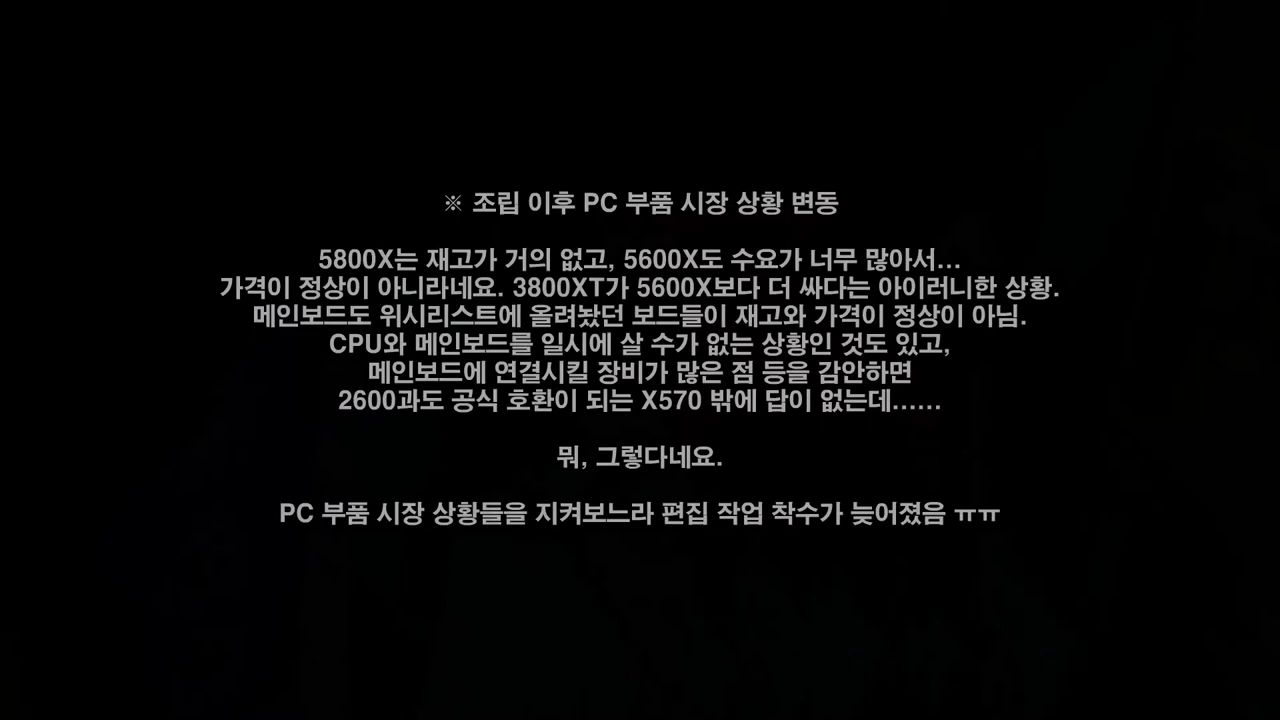 ※ 조립 이후 PC 부품 시장 상황 변동
5800X는 재고가 거의 없고, 5600X도 수요가 너무 많아서...
가격이 정상이 아니라네요. 3800XT가 5600X보다 더 싸다는 아이러니한 상황.
메인보드도 위시리스트에 올려놨던 보드들이 재고와 가격이 정상이 아님.
CPU와 메인보드를 일시에 살 수가 없는 상황인 것도 있고,
메인보드에 연결시킬 장비가 많은 점 등을 감안하면
2600과도 공식 호환이 되는 X570 밖에 답이 없는데......
뭐, 그렇다네요.
PC 부품 시장 상황들을 지켜보느라 편집 작업 착수가 늦어졌음 ㅠㅠ